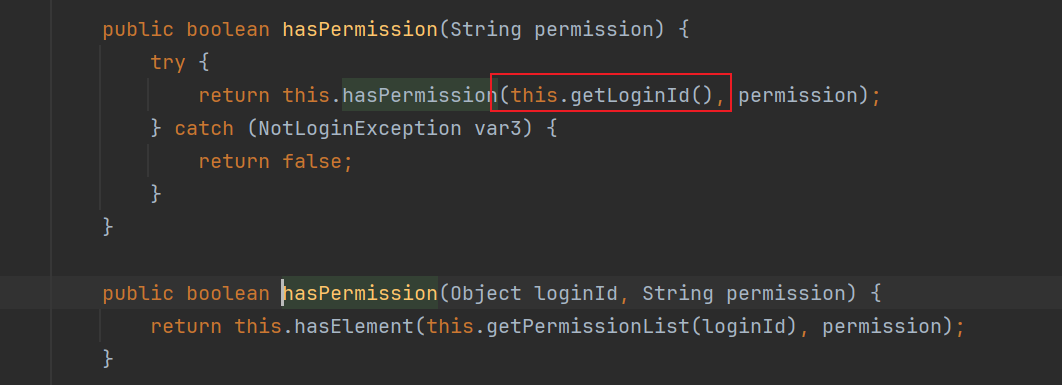 public boolean hasPermission(String permission) {
try {
return this.hasPermission(this.getLoginId(), permission);
} catch (NotLoginException var3) {
return false;
}
}
public boolean hasPermission(Object loginId, String permission) {
return this.hasElement(this.getPermissionList(loginId), permission);
}